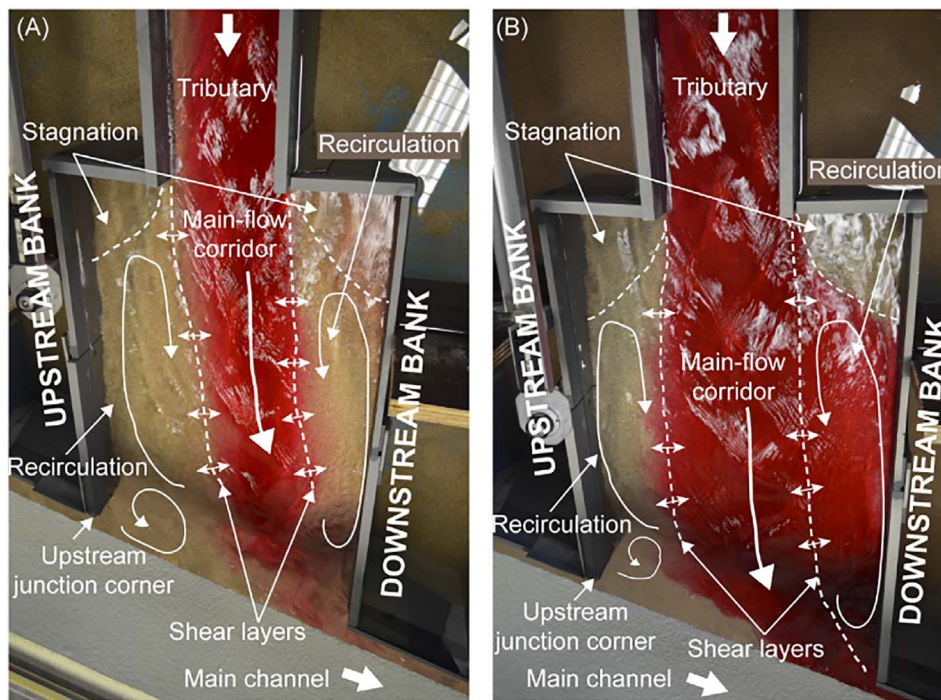 (A)
Tributary
Stagnation
Recirculation
Main-flow
corridor
UPSTREAM BANK
DOWNSTREAM BANK
Recirculation
Upstream
junction corner
Shear layers
Main channel
(B)
Tributary
Stagnation
Recirculation
UPSTREAM BANK
Main-flow
corridor
DOWNSTREAM BANK
Recirculation
Upstream
junction corner
Shear layers
Main channel